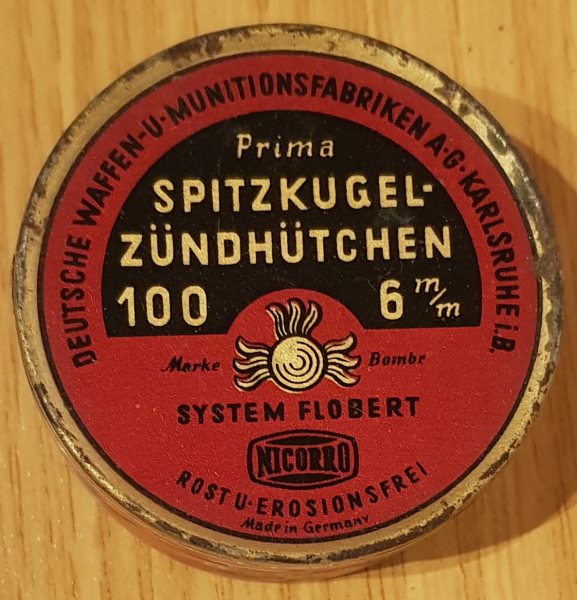 DEUTSCHE WAFFEN-U-MUNITIONSFABRIKEN A·G·KARLSRUHE i.B.
Prima
SPITZKUGEL-
ZÜNDHÜTCHEN
100 6 m/m
Marke Bombe
SYSTEM FLOBERT
NICORRO
ROST U·EROSIONSFREI
Made in Germany